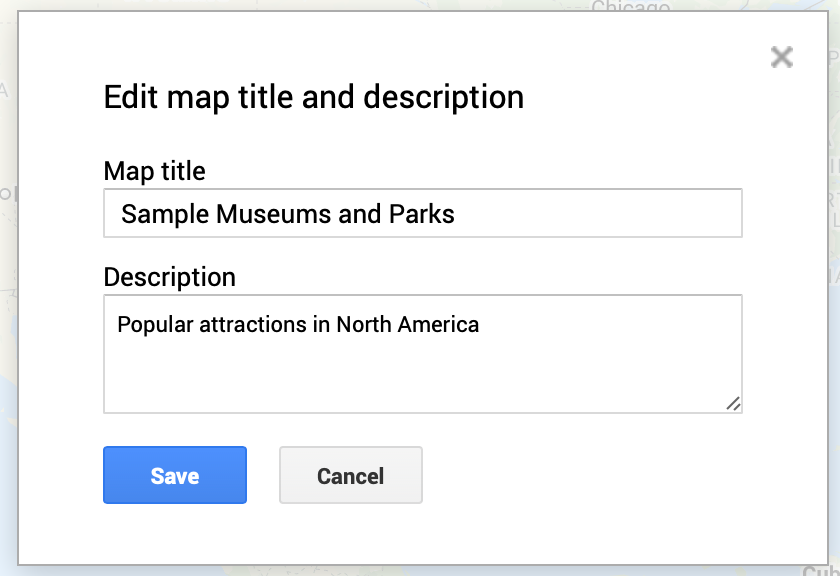 Chicago
Edit map title and description
Map title
Sample Museums and Parks
Description
Popular attractions in North America
Save
Cancel